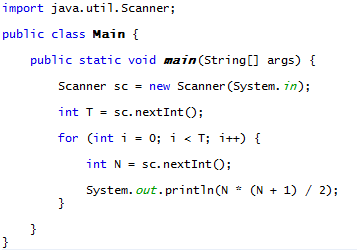 import java.util.Scanner;
public class Main {
public static void main(String[] args) {
Scanner sc = new Scanner(System.in);
int T = sc.nextInt();
for (int i = 0; i < T; i++) {
int N = sc.nextInt();
System.out.println(N * (N + 1) / 2);
}
}
}